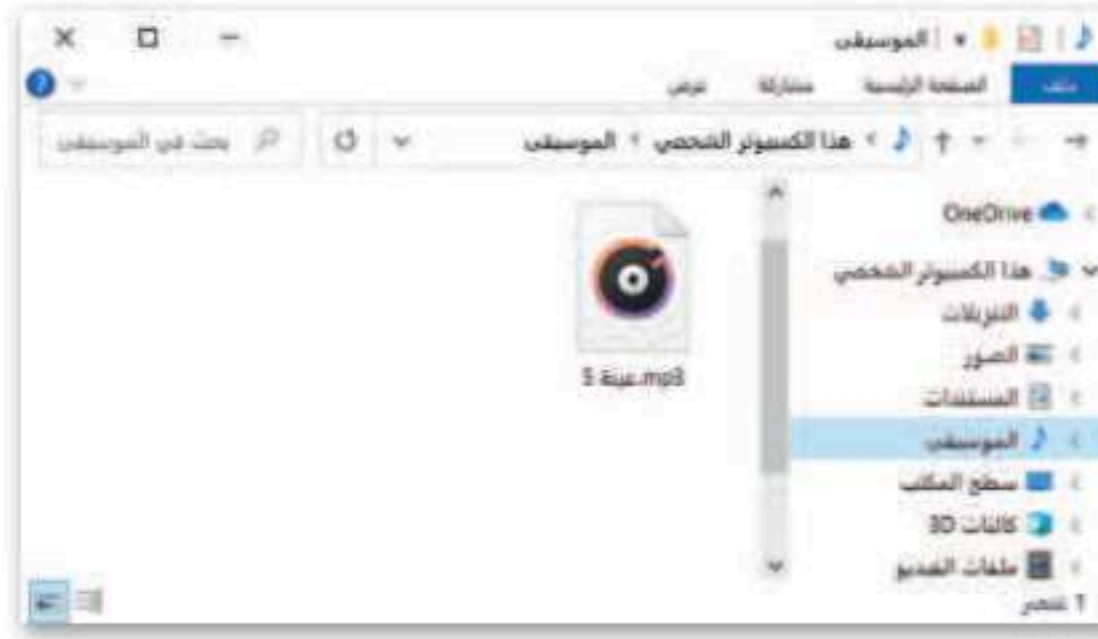 الموسيقى
ملف الصفحة الرئيسية مشاركة عرض
هذا الكمبيوتر الشخصي > الموسيقى
بحث في الموسيقى
OneDrive
هذا الكمبيوتر الشخصي
التنزيلات
الصور
المستندات
الموسيقى
سطح المكتب
كائنات 3D
ملفات الفيديو
عينة 5.mp3
1 عنصر